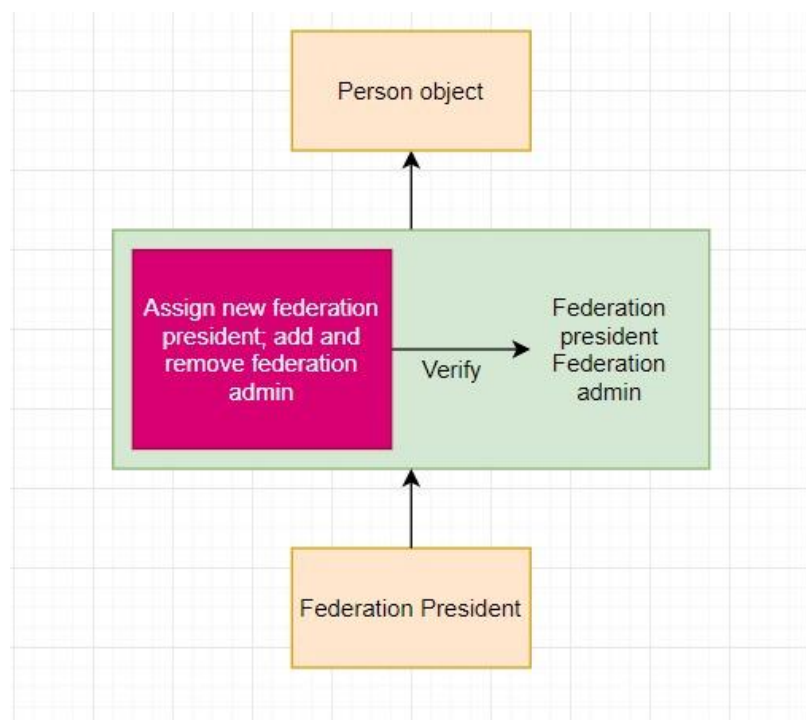 Person object
Assign new federation
president; add and
remove federation
admin
Verify
Federation
president
Federation
admin
Federation President